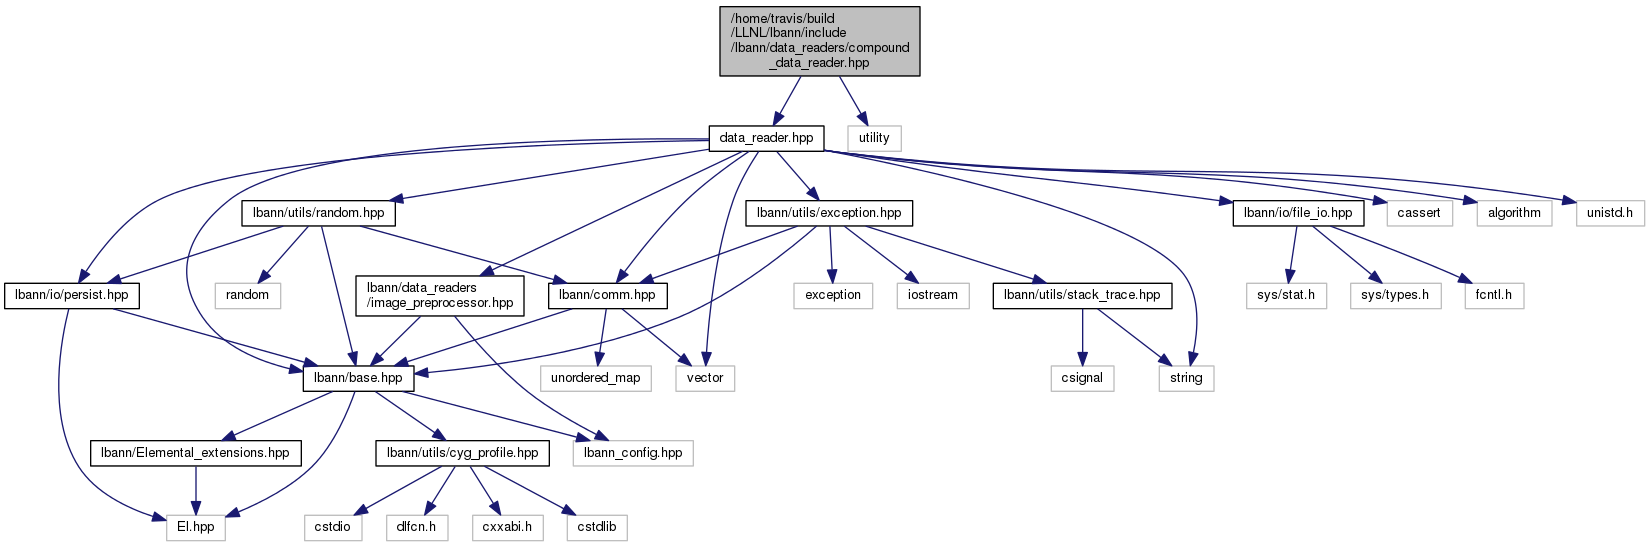 /home/travis/build
/LLNL/lbann/include
/lbann/data_readers/compound
_data_reader.hpp
data_reader.hpp
utility
lbann/utils/random.hpp
lbann/utils/exception.hpp
lbann/io/file_io.hpp
cassert
algorithm
unistd.h
lbann/io/persist.hpp
random
lbann/data_readers
/image_preprocessor.hpp
lbann/comm.hpp
exception
iostream
lbann/utils/stack_trace.hpp
sys/stat.h
sys/types.h
fcntl.h
lbann/base.hpp
unordered_map
vector
csignal
string
lbann/Elemental_extensions.hpp
lbann/utils/cyg_profile.hpp
lbann_config.hpp
El.hpp
cstdio
dlfcn.h
cxxabi.h
cstdlib